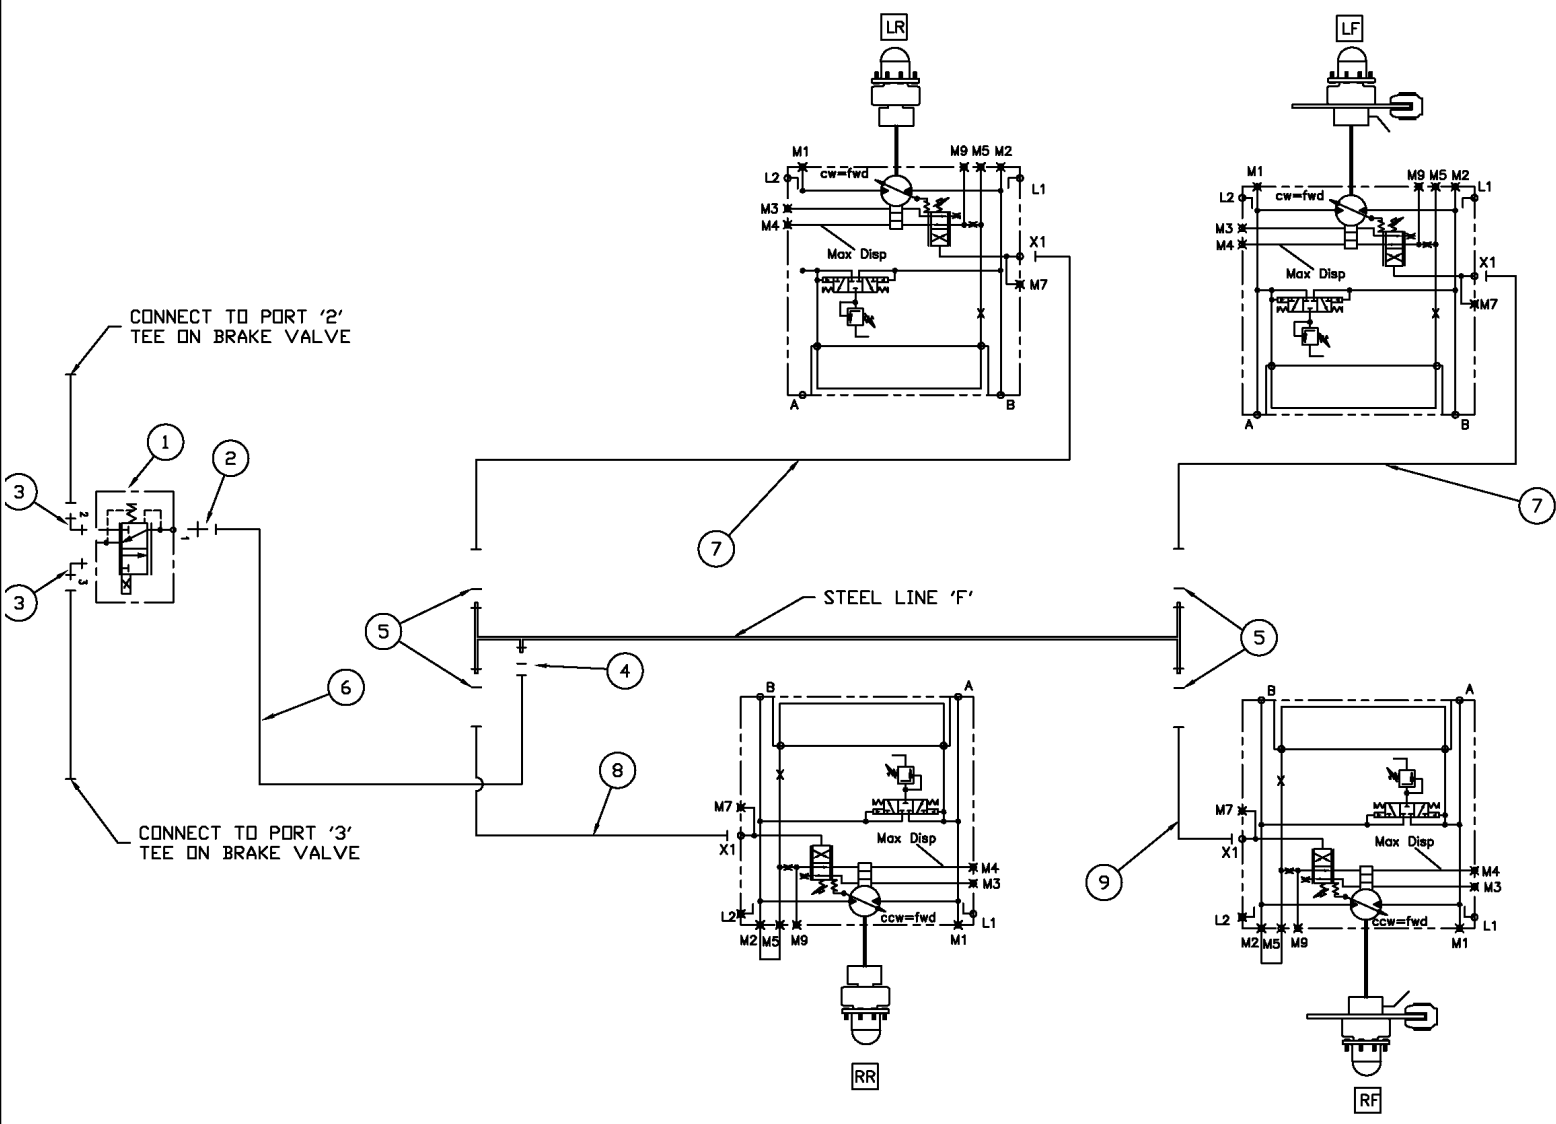 LR
LF
M1
M9 M5 M2
L2
cw=fwd
L1
M3
M4
X1
Max Disp
M7
A
B
M1
M9 M5 M2
L2
cw=fwd
L1
M3
M4
X1
Max Disp
M7
A
B
CONNECT TO PORT '2'
TEE ON BRAKE VALVE
1
2
3
2
1
3
3
7
7
5
STEEL LINE 'F'
5
4
6
8
9
CONNECT TO PORT '3'
TEE ON BRAKE VALVE
B
A
M7
Max Disp
X1
M4
M3
L2
ccw=fwd
L1
M2 M5 M9
M1
RR
B
A
M7
Max Disp
X1
M4
M3
L2
ccw=fwd
L1
M2 M5 M9
M1
RF